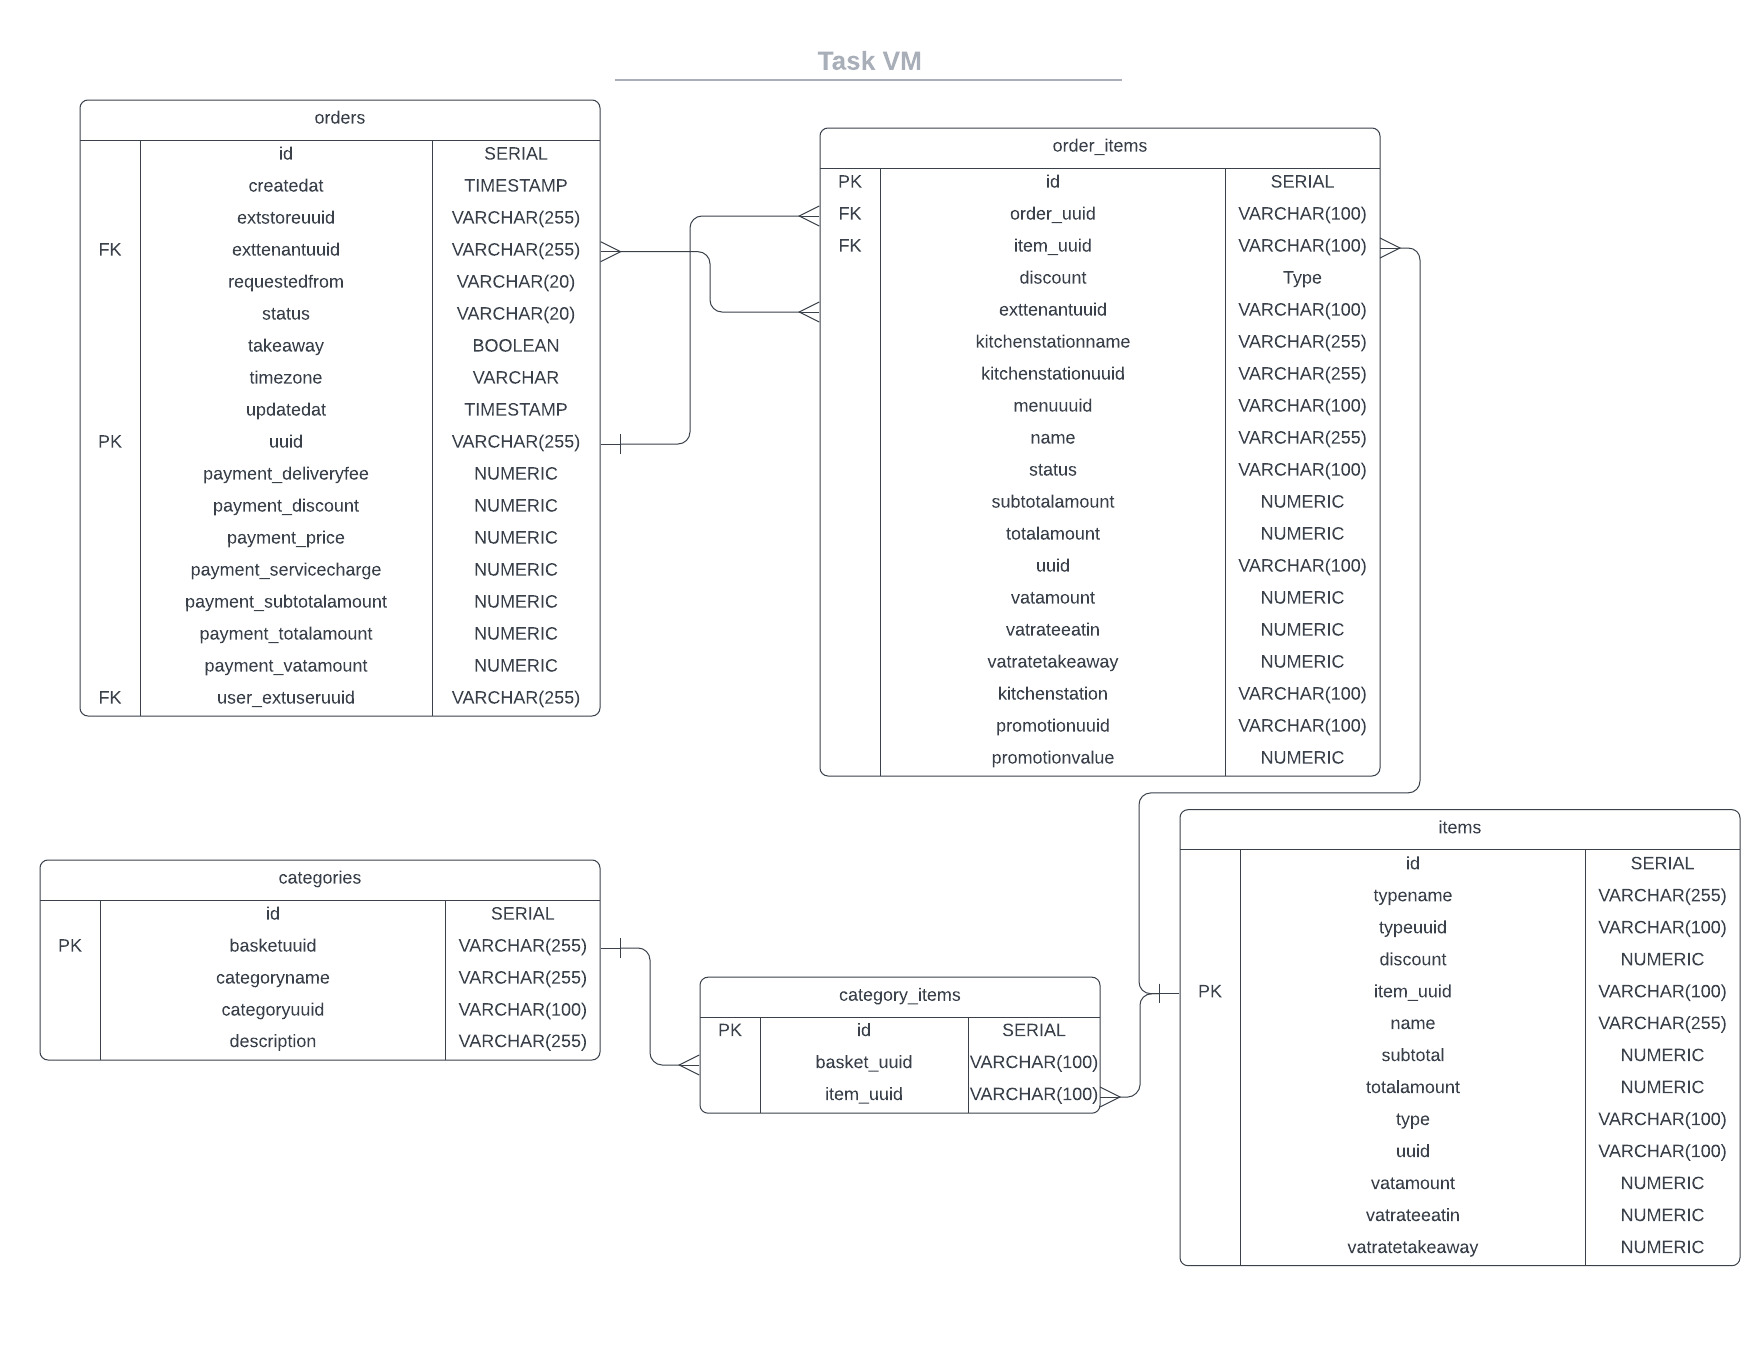 Task VM
orders
id SERIAL
createdat TIMESTAMP
extstoreuuid VARCHAR(255)
FK exttenantuuid VARCHAR(255)
requestedfrom VARCHAR(20)
status VARCHAR(20)
takeaway BOOLEAN
timezone VARCHAR
updatedat TIMESTAMP
PK uuid VARCHAR(255)
payment_deliveryfee NUMERIC
payment_discount NUMERIC
payment_price NUMERIC
payment_servicecharge NUMERIC
payment_subtotalamount NUMERIC
payment_totalamount NUMERIC
payment_vatamount NUMERIC
FK user_extuseruuid VARCHAR(255)
order_items
PK id SERIAL
FK order_uuid VARCHAR(100)
FK item_uuid VARCHAR(100)
discount Type
exttenantuuid VARCHAR(100)
kitchenstationname VARCHAR(255)
kitchenstationuuid VARCHAR(255)
menuuuid VARCHAR(100)
name VARCHAR(255)
status VARCHAR(100)
subtotalamount NUMERIC
totalamount NUMERIC
uuid VARCHAR(100)
vatamount NUMERIC
vatrateeatin NUMERIC
vatratetakeaway NUMERIC
kitchenstation VARCHAR(100)
promotionuuid VARCHAR(100)
promotionvalue NUMERIC
categories
id SERIAL
PK basketuuid VARCHAR(255)
categoryname VARCHAR(255)
categoryuuid VARCHAR(100)
description VARCHAR(255)
category_items
PK id SERIAL
basket_uuid VARCHAR(100)
item_uuid VARCHAR(100)
items
id SERIAL
typename VARCHAR(255)
typeuuid VARCHAR(100)
discount NUMERIC
PK item_uuid VARCHAR(100)
name VARCHAR(255)
subtotal NUMERIC
totalamount NUMERIC
type VARCHAR(100)
uuid VARCHAR(100)
vatamount NUMERIC
vatrateeatin NUMERIC
vatratetakeaway NUMERIC